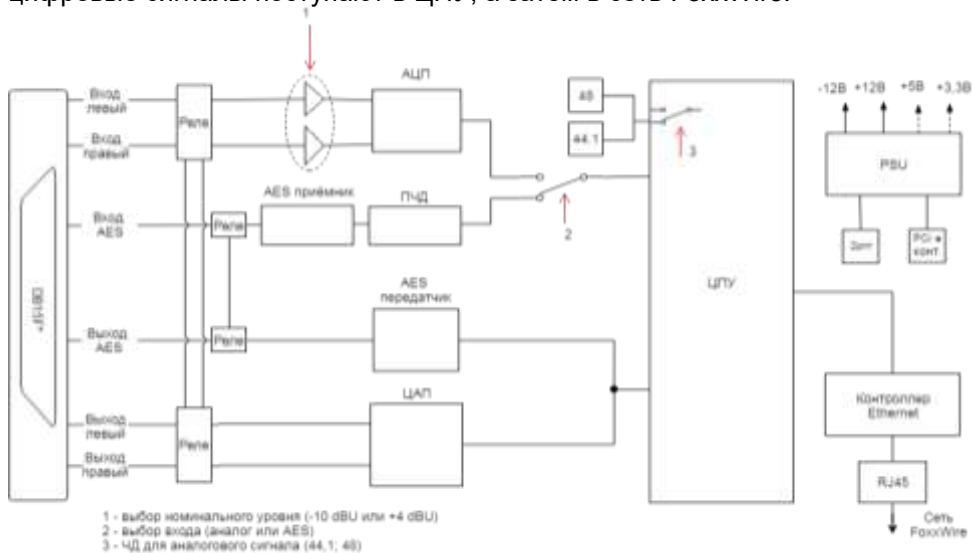 цифровые сигналы поступают в ЦПУ, а затем в сеть FoxxWire.
1
АЦП
-12В +12В +5В +3,3В
Вход
левый
Реле
48
Вход
правый
44.1
3
PSU
AES приёмник
ПЧД
Вход
AES
Реле
2
PCi e
конт
ЦПУ
AES
передатчик
DB15F
Выход
AES
Реле
ЦАП
Контроллер
Ethernet
Выход
левый
Реле
Выход
правый
RJ45
Сеть
FoxxWire
1 - выбор номинального уровня (-10 dBU или +4 dBU)
2 - выбор входа (аналог или AES)
3 - ЧД для аналогового сигнала (44,1; 48)